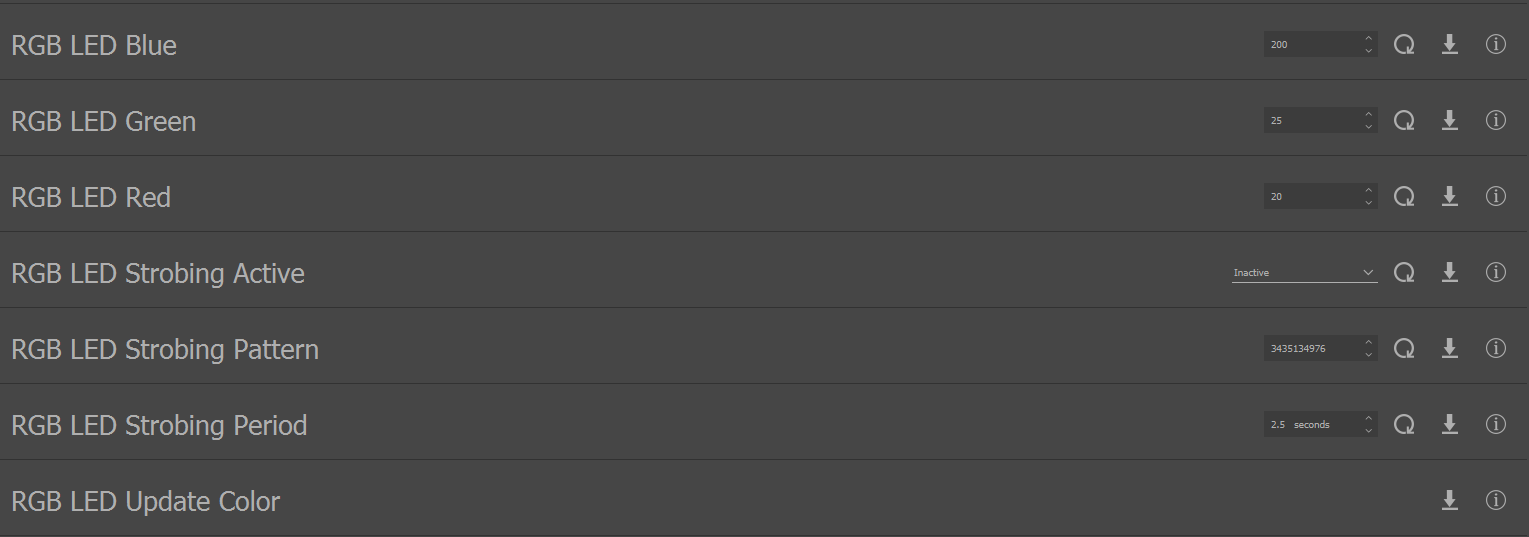 RGB LED Blue 200
RGB LED Green 25
RGB LED Red 20
RGB LED Strobing Active Inactive
RGB LED Strobing Pattern 3435134976
RGB LED Strobing Period 2.5 seconds
RGB LED Update Color